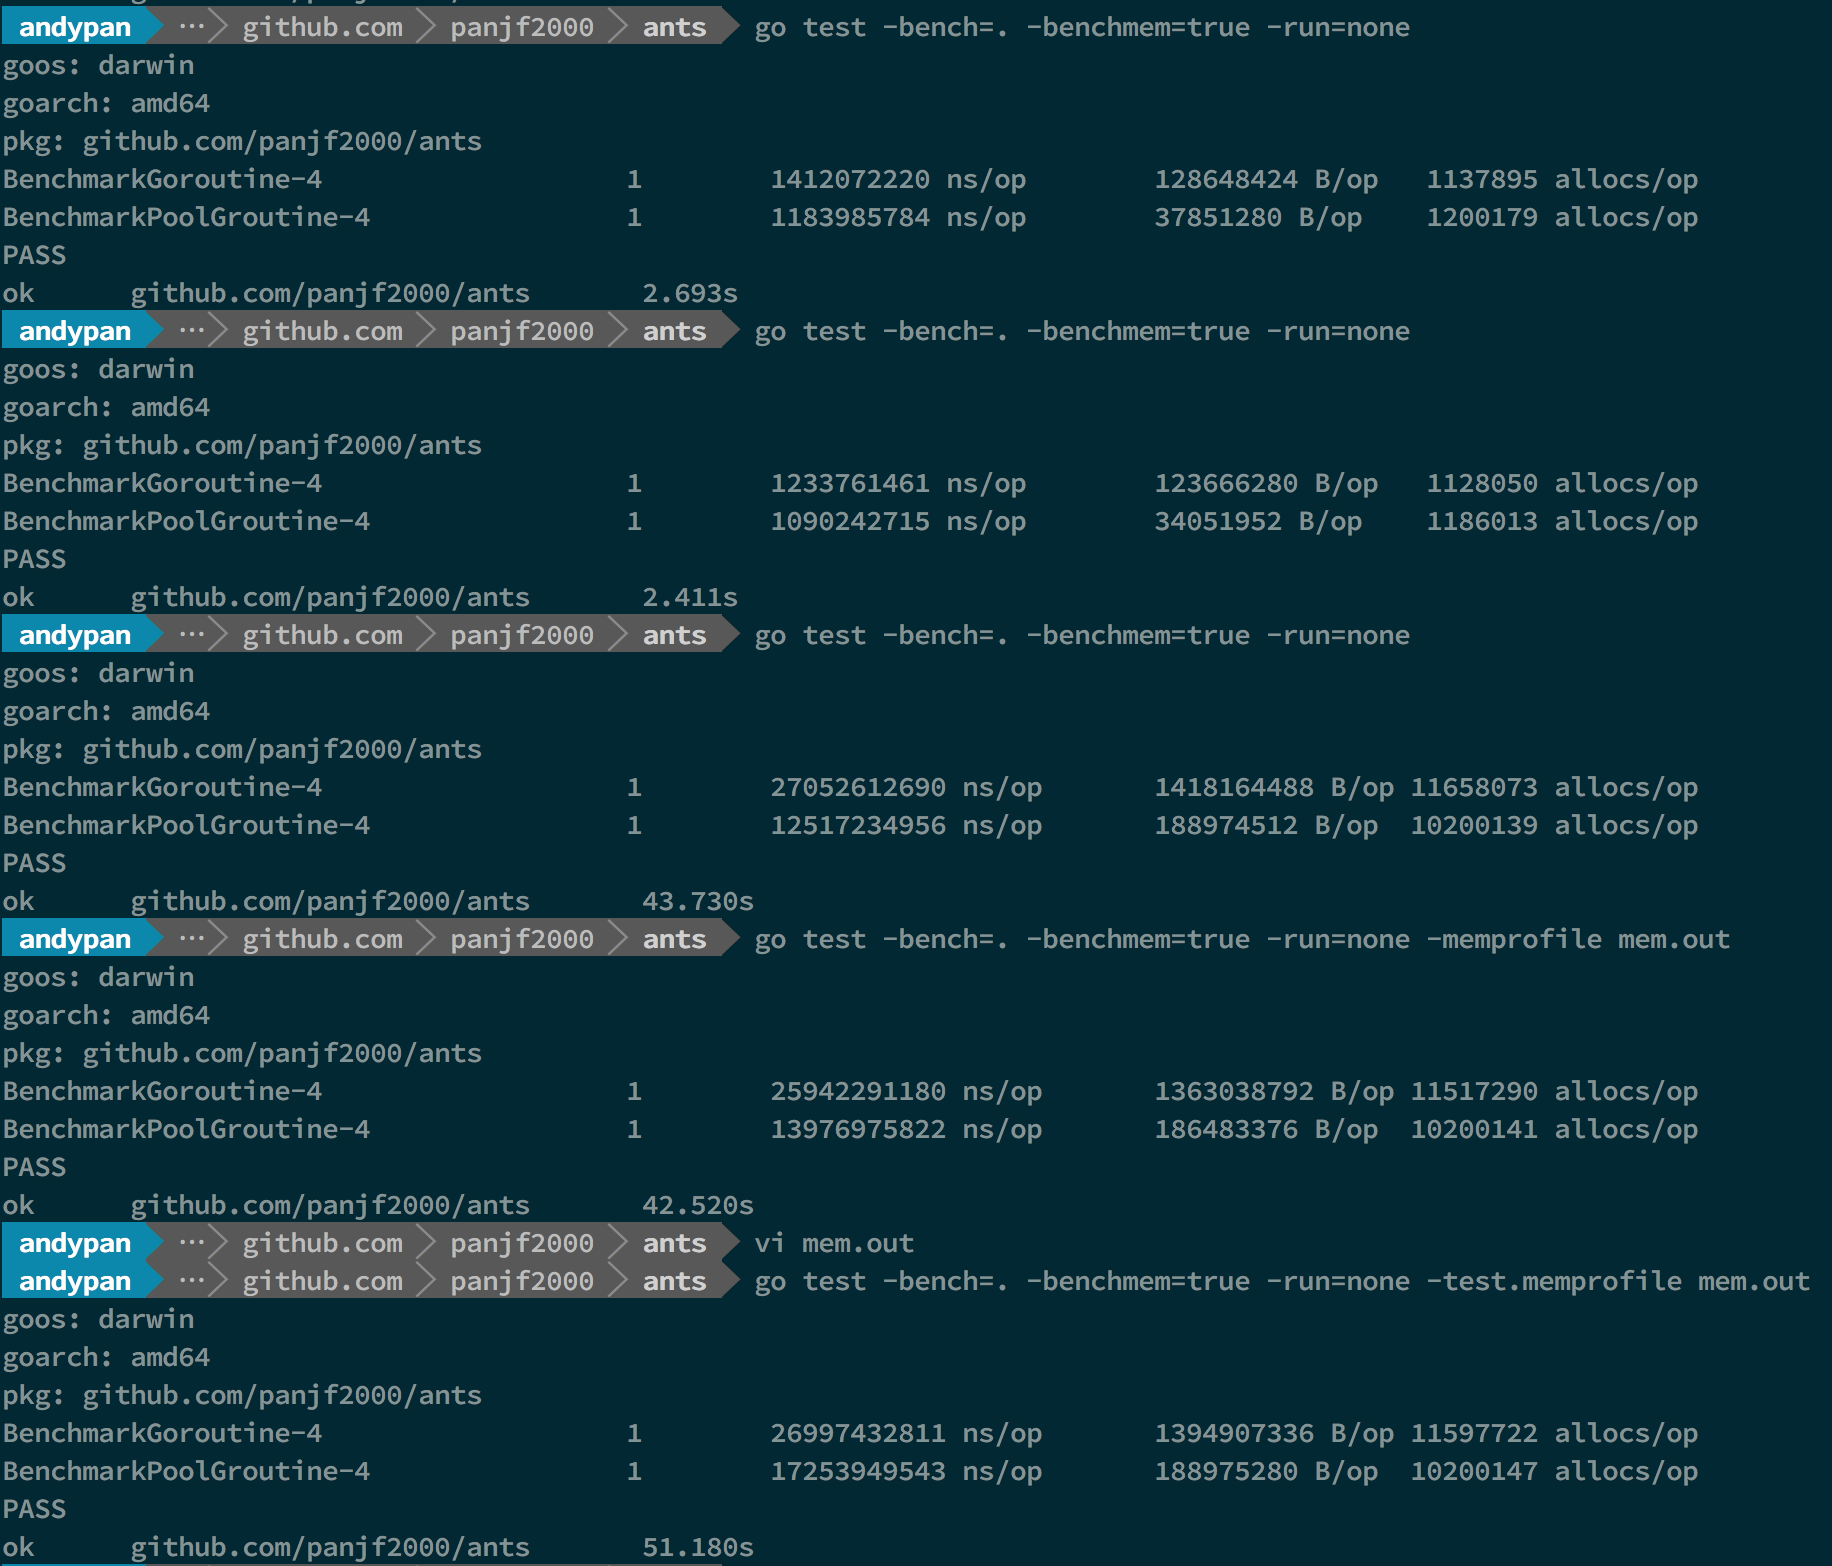 andypan ··· github.com panjf2000 ants go test -bench=. -benchmem=true -run=none
goos: darwin
goarch: amd64
pkg: github.com/panjf2000/ants
BenchmarkGoroutine-4 1 1412072220 ns/op 128648424 B/op 1137895 allocs/op
BenchmarkPoolGroutine-4 1 1183985784 ns/op 37851280 B/op 1200179 allocs/op
PASS
ok github.com/panjf2000/ants 2.693s
andypan ··· github.com panjf2000 ants go test -bench=. -benchmem=true -run=none
goos: darwin
goarch: amd64
pkg: github.com/panjf2000/ants
BenchmarkGoroutine-4 1 1233761461 ns/op 123666280 B/op 1128050 allocs/op
BenchmarkPoolGroutine-4 1 1090242715 ns/op 34051952 B/op 1186013 allocs/op
PASS
ok github.com/panjf2000/ants 2.411s
andypan ··· github.com panjf2000 ants go test -bench=. -benchmem=true -run=none
goos: darwin
goarch: amd64
pkg: github.com/panjf2000/ants
BenchmarkGoroutine-4 1 27052612690 ns/op 1418164488 B/op 11658073 allocs/op
BenchmarkPoolGroutine-4 1 12517234956 ns/op 188974512 B/op 10200139 allocs/op
PASS
ok github.com/panjf2000/ants 43.730s
andypan ··· github.com panjf2000 ants go test -bench=. -benchmem=true -run=none -memprofile mem.out
goos: darwin
goarch: amd64
pkg: github.com/panjf2000/ants
BenchmarkGoroutine-4 1 25942291180 ns/op 1363038792 B/op 11517290 allocs/op
BenchmarkPoolGroutine-4 1 13976975822 ns/op 186483376 B/op 10200141 allocs/op
PASS
ok github.com/panjf2000/ants 42.520s
andypan ··· github.com panjf2000 ants vi mem.out
andypan ··· github.com panjf2000 ants go test -bench=. -benchmem=true -run=none -test.memprofile mem.out
goos: darwin
goarch: amd64
pkg: github.com/panjf2000/ants
BenchmarkGoroutine-4 1 26997432811 ns/op 1394907336 B/op 11597722 allocs/op
BenchmarkPoolGroutine-4 1 17253949543 ns/op 188975280 B/op 10200147 allocs/op
PASS
ok github.com/panjf2000/ants 51.180s